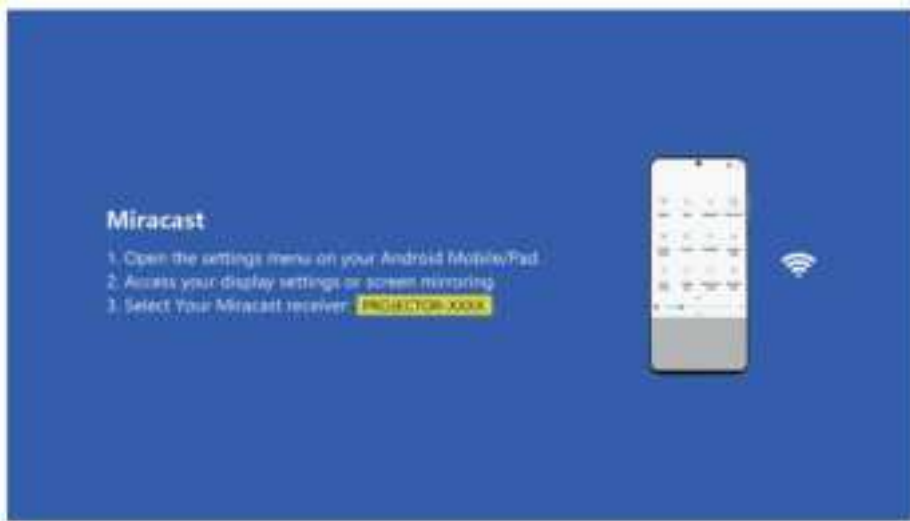 Miracast
1. Open the settings menu on your Android Mobile/Pad
2. Access your display settings or screen mirroring
3. Select Your Miracast receiver PROJECTOR-XXXX